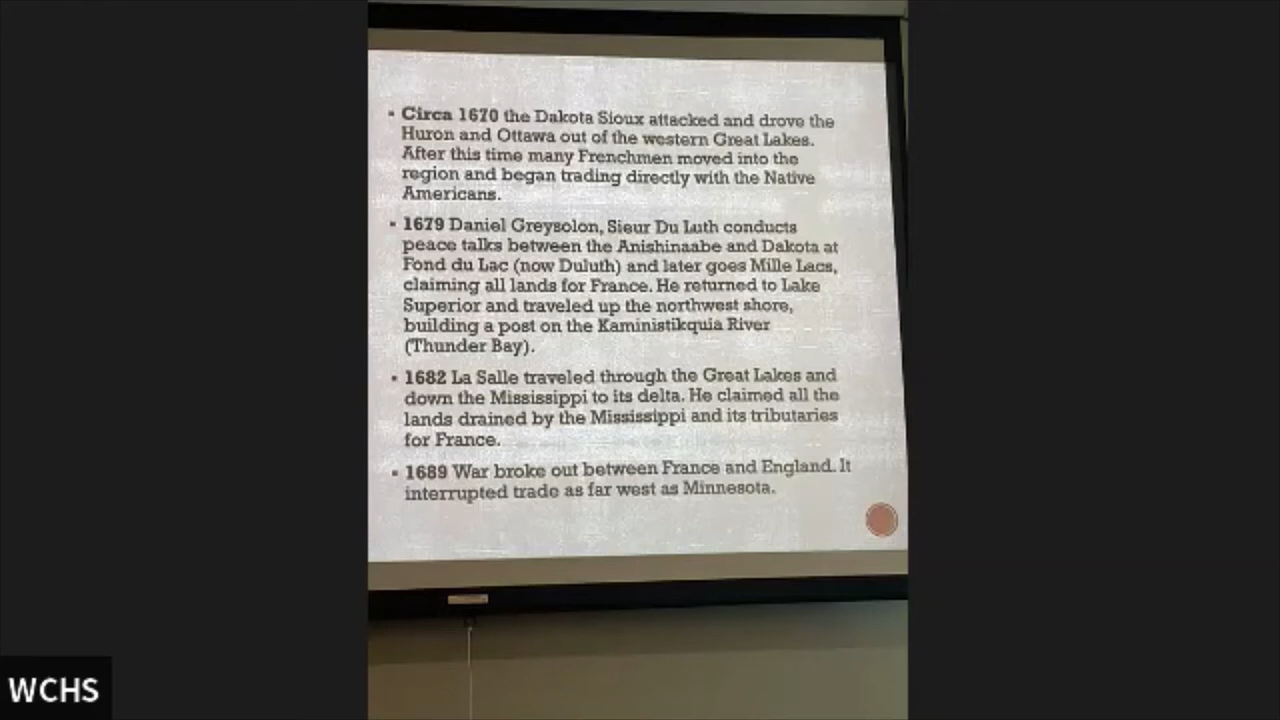 ▪ Circa 1670 the Dakota Sioux attacked and drove the
Huron and Ottawa out of the western Great Lakes.
After this time many Frenchmen moved into the
region and began trading directly with the Native
Americans.
▪ 1679 Daniel Greysolon, Sieur Du Luth conducts
peace talks between the Anishinaabe and Dakota at
Fond du Lac (now Duluth) and later goes Mille Lacs,
claiming all lands for France. He returned to Lake
Superior and traveled up the northwest shore,
building a post on the Kaministikquia River
(Thunder Bay).
▪ 1682 La Salle traveled through the Great Lakes and
down the Mississippi to its delta. He claimed all the
lands drained by the Mississippi and its tributaries
for France.
▪ 1689 War broke out between France and England. It
interrupted trade as far west as Minnesota.
WCHS